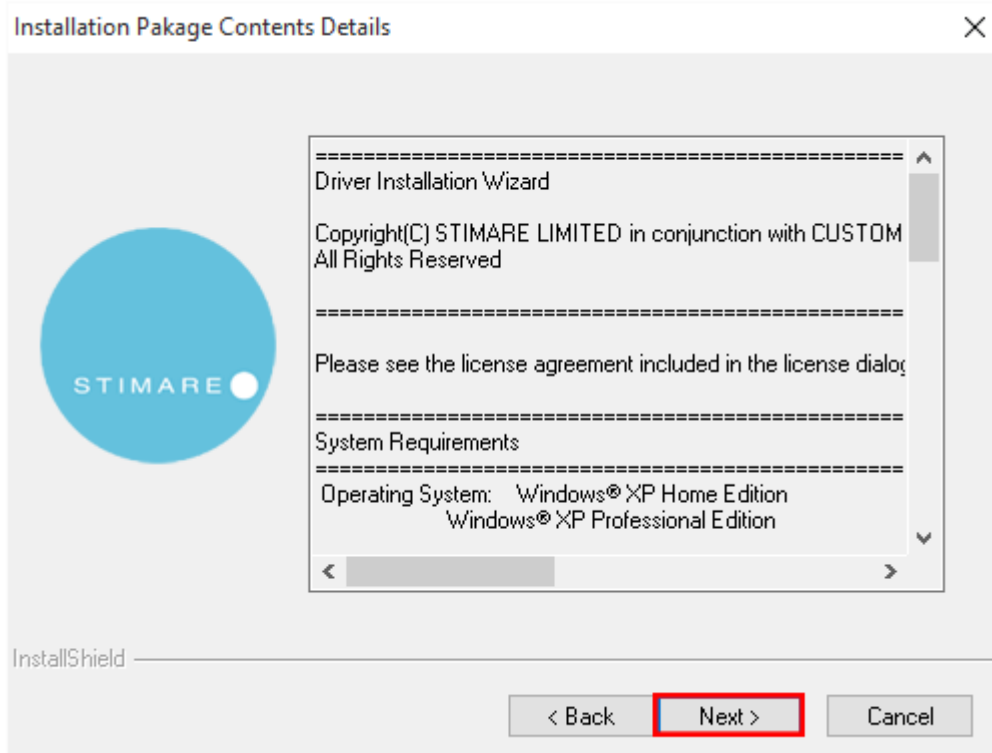 Installation Pakage Contents Details
=================================================
Driver Installation Wizard
Copyright(C) STIMARE LIMITED in conjunction with CUSTOM
All Rights Reserved
=================================================
Please see the license agreement included in the license dialog
=================================================
System Requirements
=================================================
Operating System: Windows® XP Home Edition
Windows® XP Professional Edition
STIMARE
InstallShield
< Back Next > Cancel